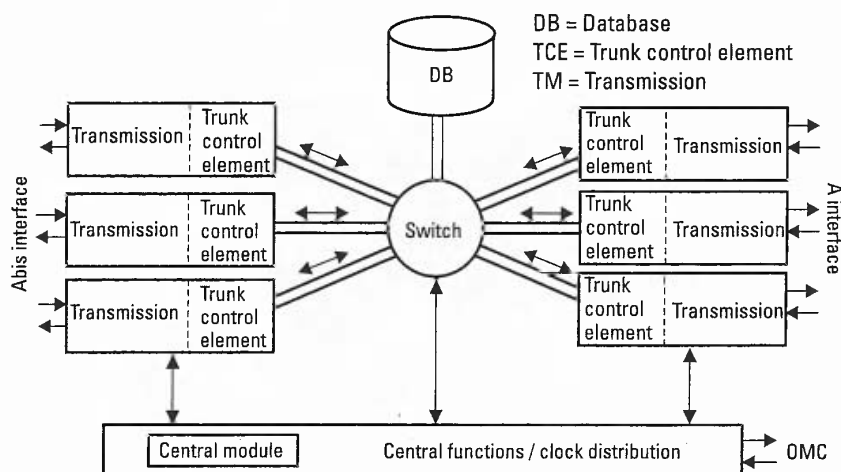 DB = Database
TCE = Trunk control element
TM = Transmission
DB
Abis interface
Transmission
Trunk
control
element
Transmission
Trunk
control
element
Transmission
Trunk
control
element
Switch
Trunk
control
element
Transmission
Trunk
control
element
Transmission
Trunk
control
element
Transmission
A interface
Central module
Central functions / clock distribution
OMC